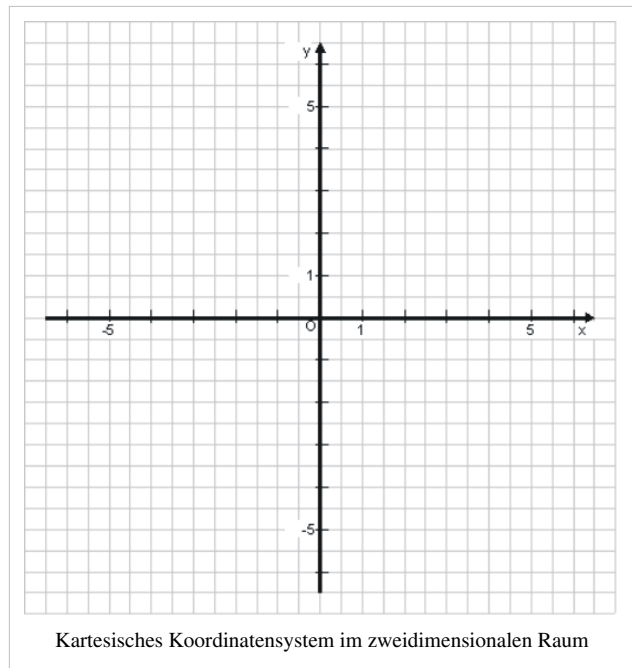 y
5
1
-5 O 1 5 x
-5
Kartesisches Koordinatensystem im zweidimensionalen Raum